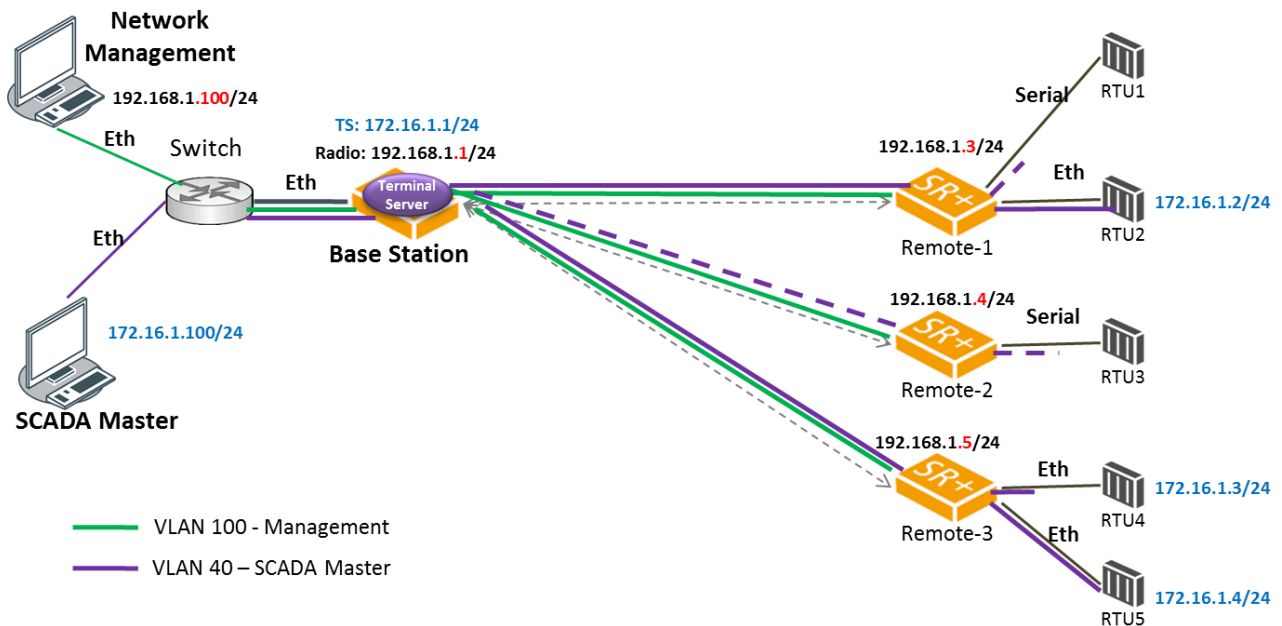 Network
Management
192.168.1.100/24
Eth
Switch
Eth
172.16.1.100/24
SCADA Master
TS: 172.16.1.1/24
Radio: 192.168.1.1/24
Eth
Terminal
Server
Base Station
192.168.1.3/24
SR+
Remote-1
Serial
RTU1
Eth
172.16.1.2/24
RTU2
192.168.1.4/24
SR+
Remote-2
Serial
RTU3
192.168.1.5/24
SR+
Remote-3
Eth
172.16.1.3/24
RTU4
Eth
172.16.1.4/24
RTU5
VLAN 100 - Management
VLAN 40 – SCADA Master